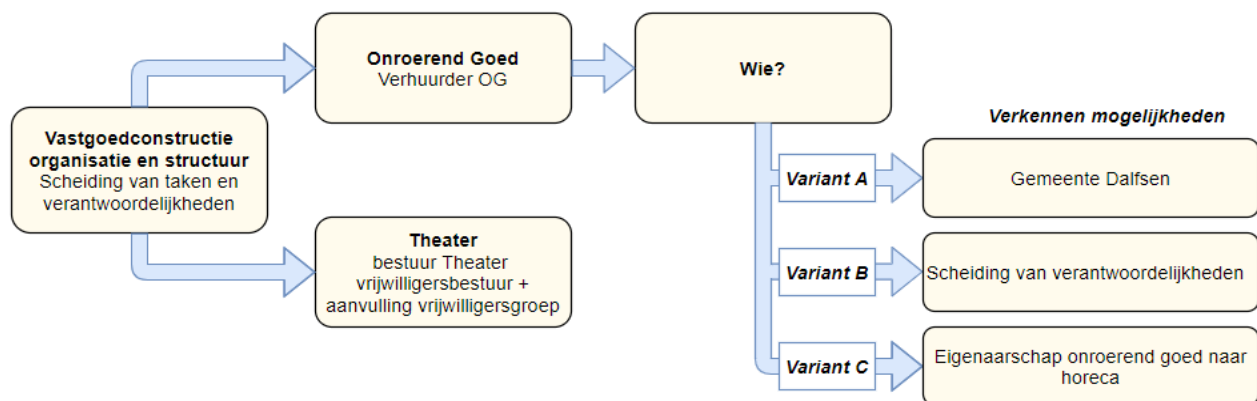 Vastgoedconstructie
organisatie en structuur
Scheiding van taken en
verantwoordelijkheden
Onroerend Goed
Verhuurder OG
Theater
bestuur Theater
vrijwilligersbestuur +
aanvulling vrijwilligersgroep
Wie?
Verkennen mogelijkheden
Variant A
Gemeente Dalfsen
Variant B
Scheiding van verantwoordelijkheden
Variant C
Eigenaarschap onroerend goed naar
horeca